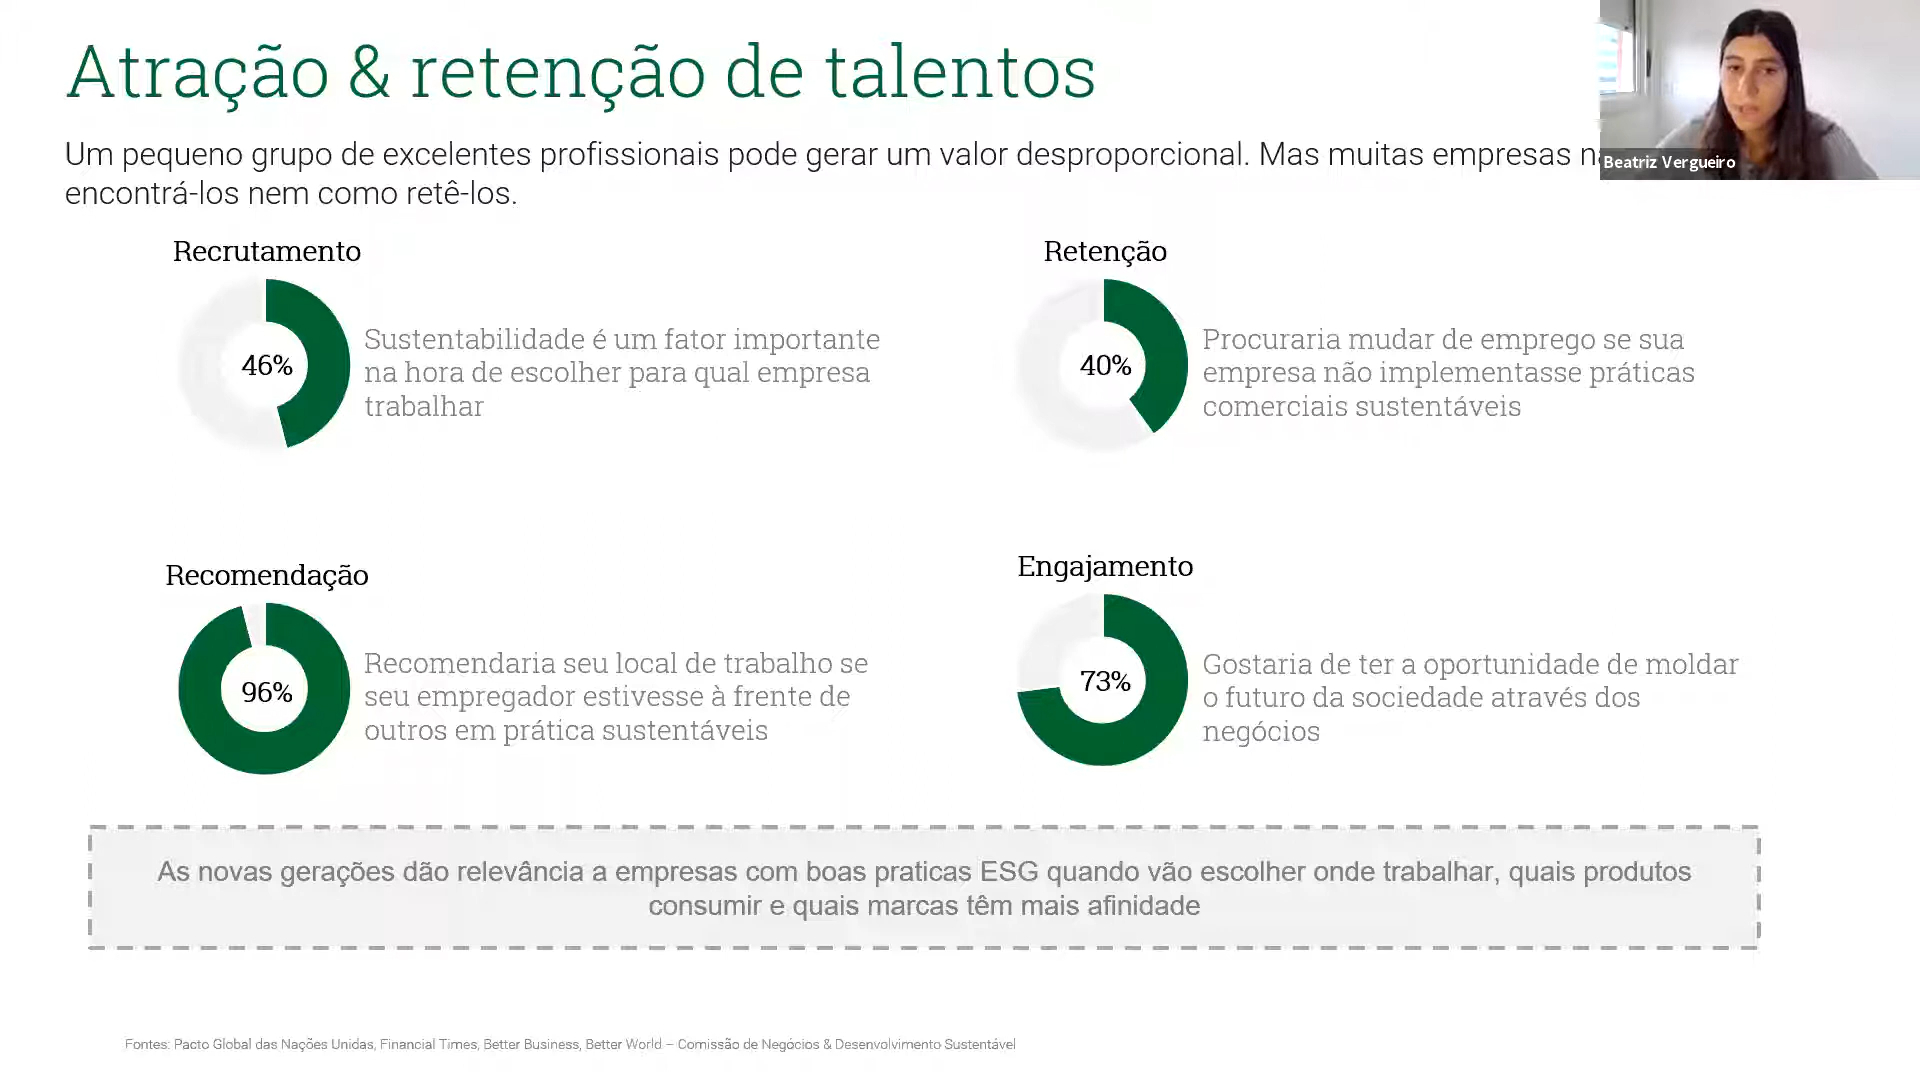 Atração & retenção de talentos
Um pequeno grupo de excelentes profissionais pode gerar um valor desproporcional. Mas muitas empresas
encontrá-los nem como retê-los.
Beatriz Vergueiro
Recrutamento
46%
Sustentabilidade é um fator importante
na hora de escolher para qual empresa
trabalhar
Retenção
40%
Procuraria mudar de emprego se sua
empresa não implementasse práticas
comerciais sustentáveis
Recomendação
96%
Recomendaria seu local de trabalho se
seu empregador estivesse à frente de
outros em prática sustentáveis
Engajamento
73%
Gostaria de ter a oportunidade de moldar
o futuro da sociedade através dos
negócios
As novas gerações dão relevância a empresas com boas praticas ESG quando vão escolher onde trabalhar, quais produtos
consumir e quais marcas têm mais afinidade
Fontes: Pacto Global das Nações Unidas, Financial Times, Better Business, Better World – Comissão de Negócios & Desenvolvimento Sustentável